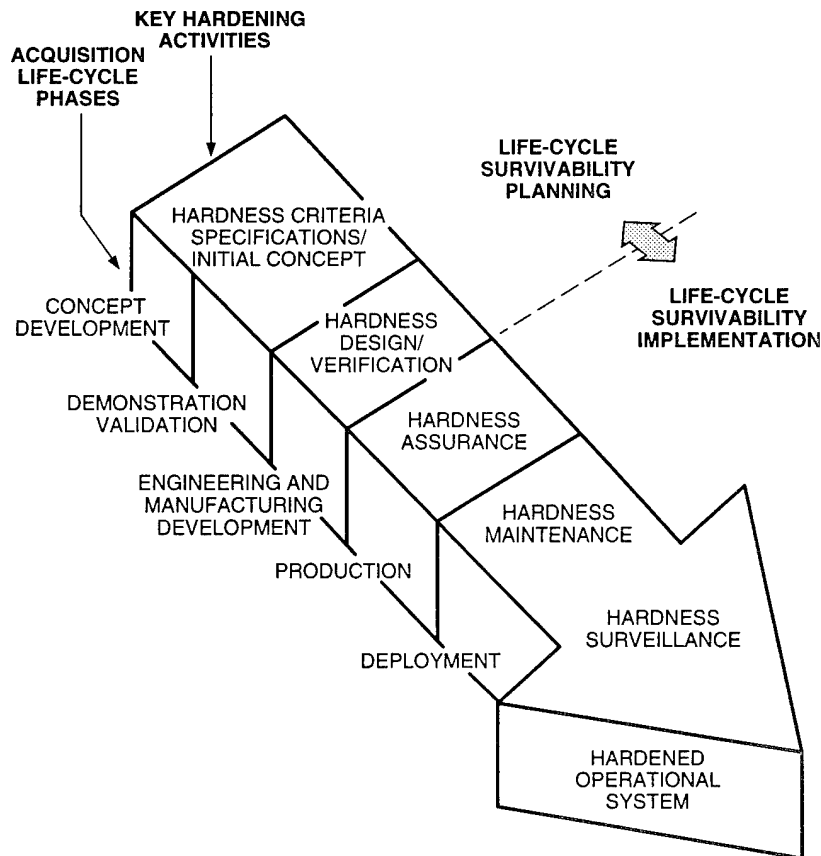 KEY HARDENING
ACTIVITIES
ACQUISITION
LIFE-CYCLE
PHASES
LIFE-CYCLE
SURVIVABILITY
PLANNING
LIFE-CYCLE
SURVIVABILITY
IMPLEMENTATION
HARDNESS CRITERIA
SPECIFICATIONS/
INITIAL CONCEPT
HARDNESS
DESIGN/
VERIFICATION
HARDNESS
ASSURANCE
HARDNESS
MAINTENANCE
HARDNESS
SURVEILLANCE
CONCEPT
DEVELOPMENT
DEMONSTRATION
VALIDATION
ENGINEERING AND
MANUFACTURING
DEVELOPMENT
PRODUCTION
DEPLOYMENT
HARDENED
OPERATIONAL
SYSTEM